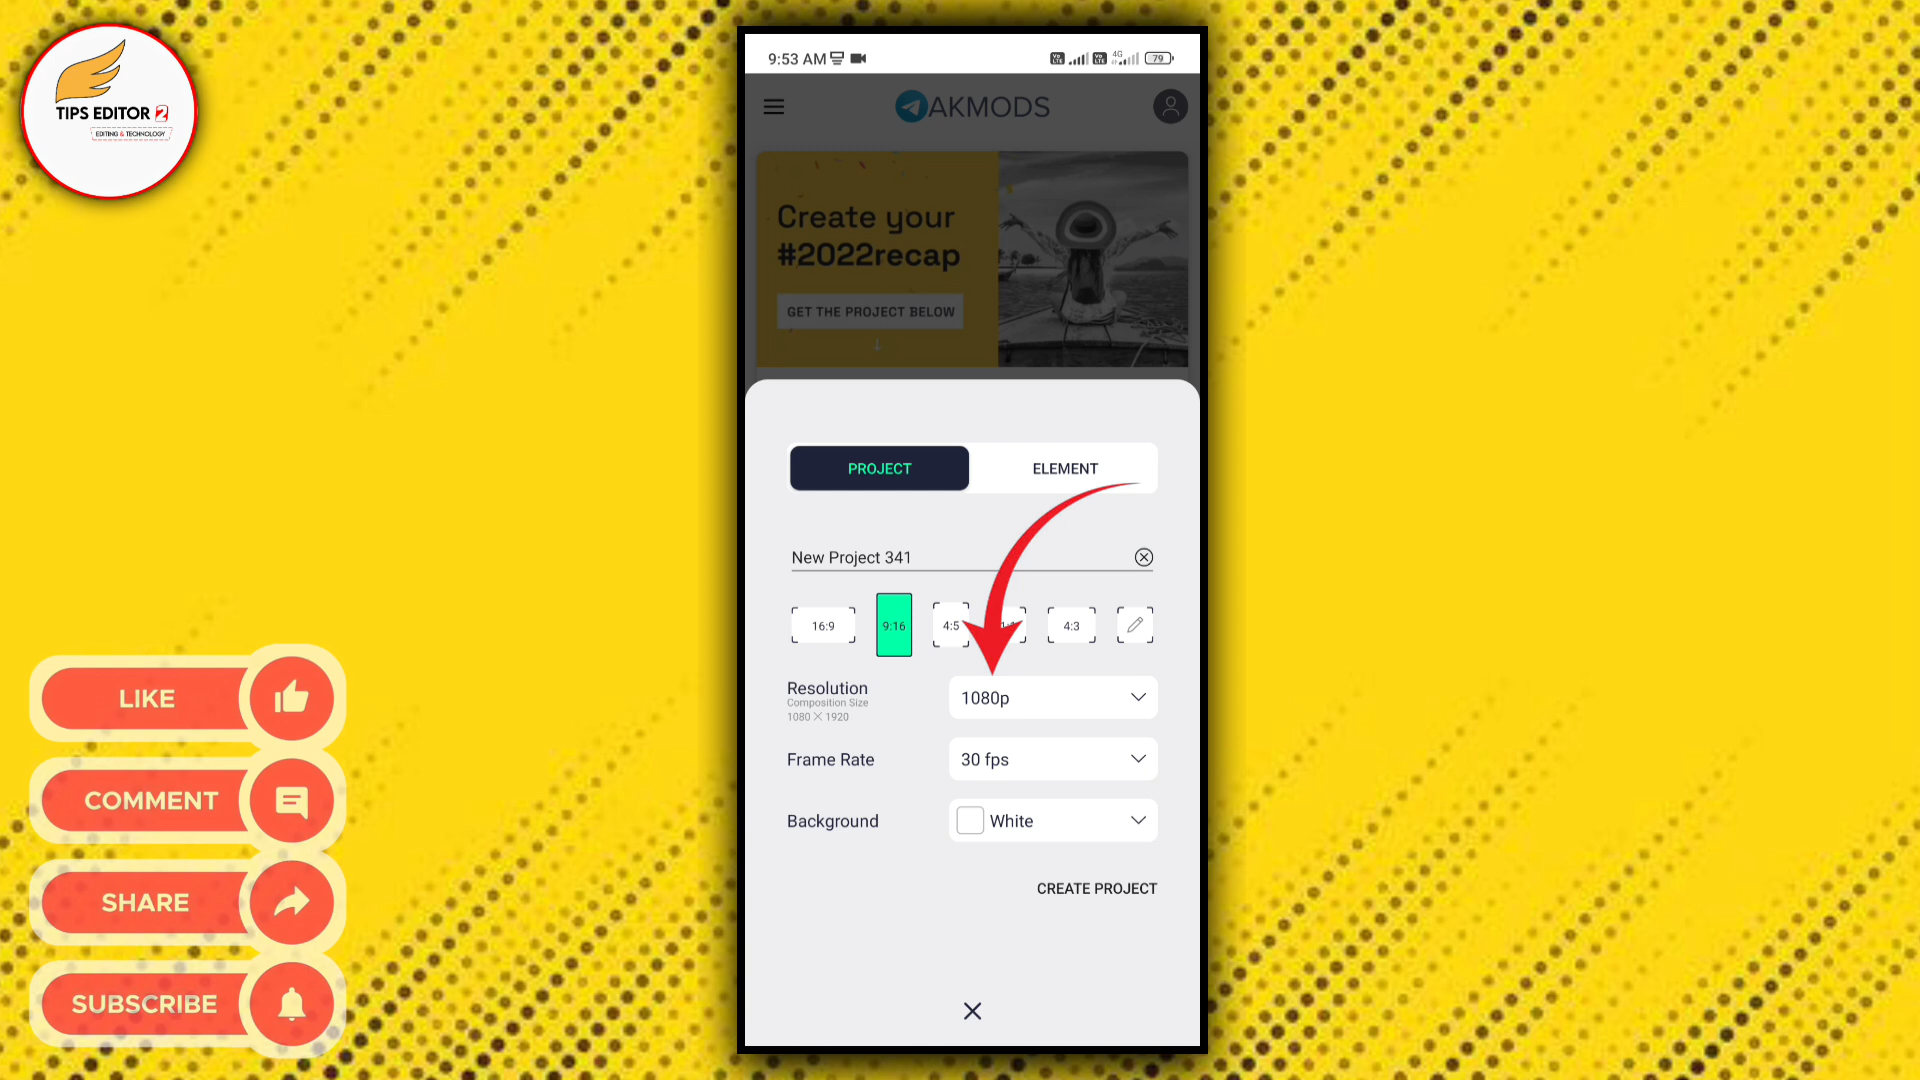 TIPS EDITOR 2
EDITING & TECHNOLOGY
9:53 AM
4G
79
AKMODS
Create your
#2022recap
GET THE PROJECT BELOW
PROJECT
ELEMENT
New Project 341
16:9
9:16
4:5
4:3
Resolution
Composition Size
1080 X 1920
1080p
Frame Rate
30 fps
Background
White
CREATE PROJECT
LIKE
COMMENT
SHARE
SUBSCRIBE